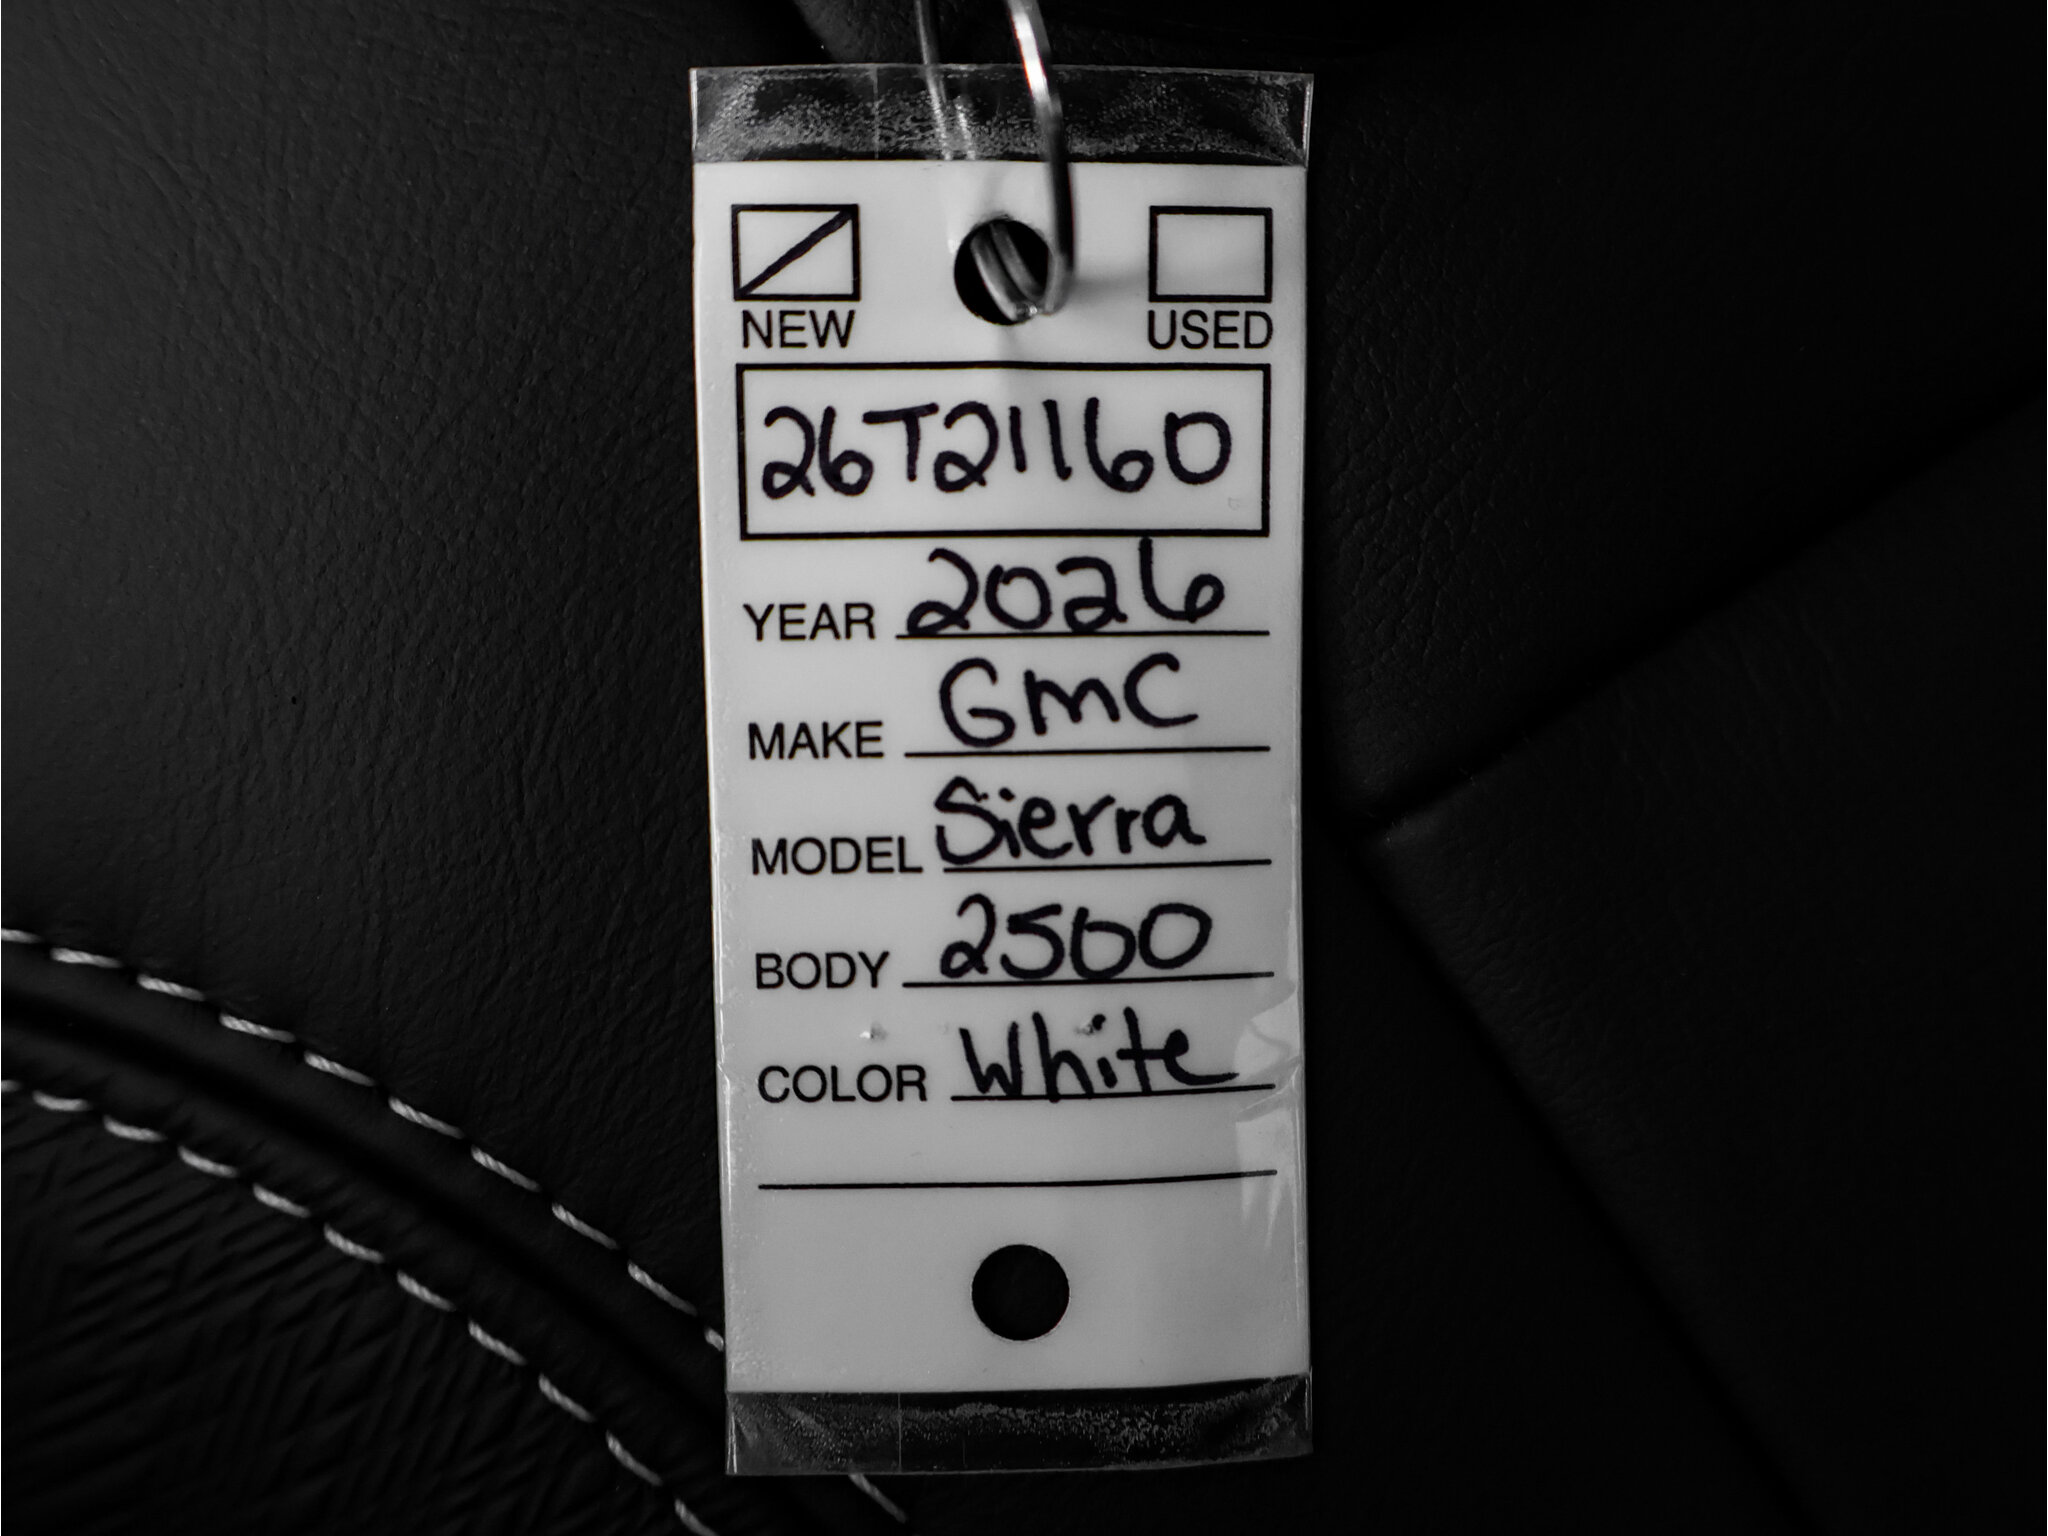 NEW USED
26T21160
YEAR 2026
MAKE GMC
MODEL Sierra
BODY 2500
COLOR White